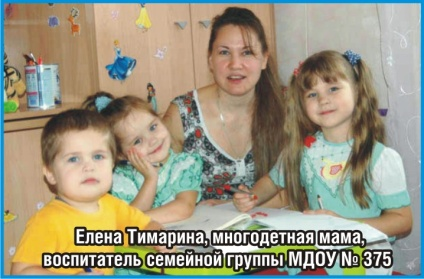 Елена Тимарина, многодетная мама,
воспитатель семейной группы МДОУ № 375